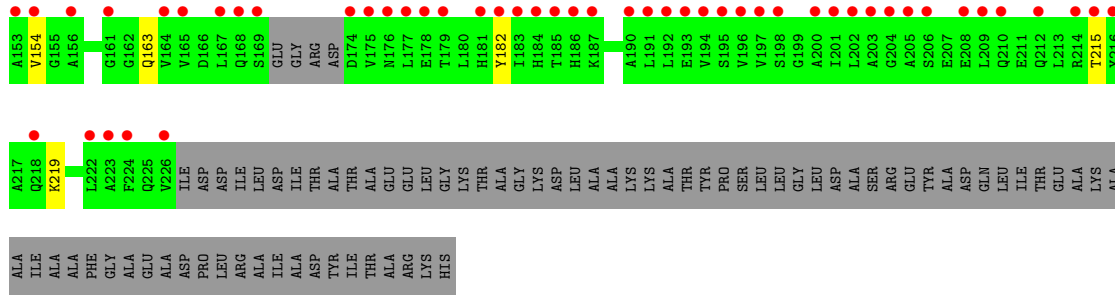 A153 V154 G155 A156 G161 G162 Q163 V164 V165 D166 L167 Q168 S169 GLU GLY ARG ASP D174 V175 N176 L177 E178 T179 L180 H181 Y182 I183 H184 T185 H186 K187 A190 L191 L192 E193 V194 S195 V196 V197 S198 G199 A200 I201 L202 A203 G204 A205 S206 E207 E208 L209 Q210 E211 Q212 L213 R214 T215 Y216
A217 Q218 K219 L222 A223 F224 Q225 V226 ILE ASP ASP ILE LEU ASP ILE THR ALA THR ALA GLU GLU LEU GLY LYS THR ALA GLY LYS ASP LEU ALA ALA LYS LYS ALA THR TYR PRO SER LEU LEU GLY LEU ASP ALA SER ARG GLU TYR ALA ASP GLN LEU ILE THR GLU ALA LYS ALA
ALA ILE ALA ALA PHE GLY ALA GLU ALA ASP PRO LEU ARG ALA ILE ALA ASP TYR ILE THR ALA ARG LYS HIS